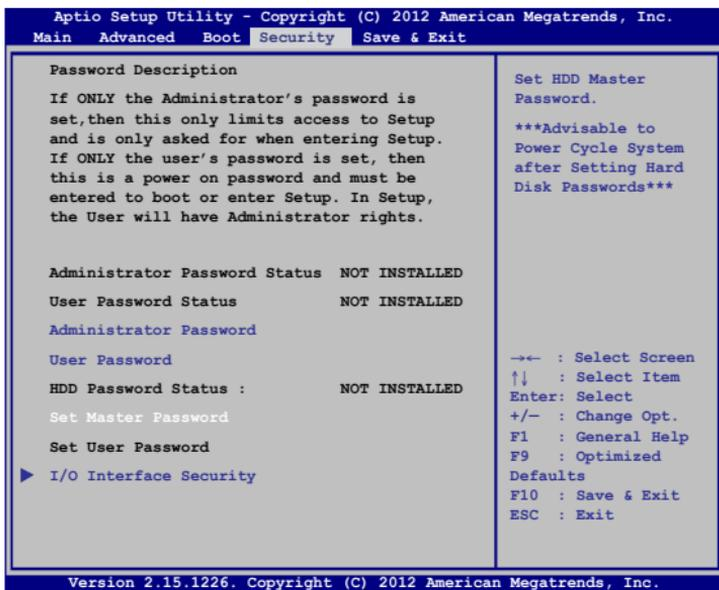 Aptio Setup Utility - Copyright (C) 2012 American Megatrends, Inc.
Main Advanced Boot Security Save & Exit
Password Description
If ONLY the Administrator's password is
set,then this only limits access to Setup
and is only asked for when entering Setup.
If ONLY the user's password is set, then
this is a power on password and must be
entered to boot or enter Setup. In Setup,
the User will have Administrator rights.
Administrator Password Status NOT INSTALLED
User Password Status NOT INSTALLED
Administrator Password
User Password
HDD Password Status : NOT INSTALLED
Set Master Password
Set User Password
I/O Interface Security
Set HDD Master
Password.
***Advisable to
Power Cycle System
after Setting Hard
Disk Passwords***
→← : Select Screen
↑↓ : Select Item
Enter: Select
+/— : Change Opt.
F1 : General Help
F9 : Optimized
Defaults
F10 : Save & Exit
ESC : Exit
Version 2.15.1226. Copyright (C) 2012 American Megatrends, Inc.